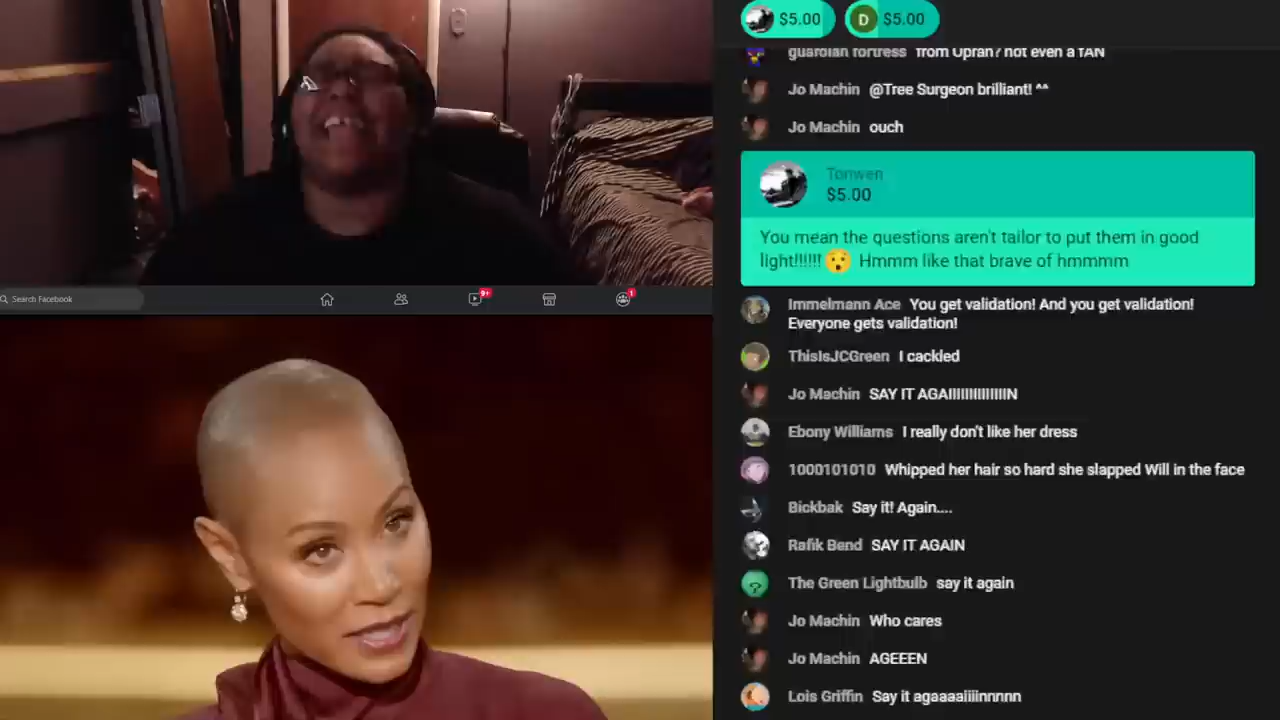 $5.00 D $5.00
guardian fortress from Oprah? not even a fAN
Jo Machin @Tree Surgeon brilliant! ^^
Jo Machin ouch
Tonwen
$5.00
You mean the questions aren't tailor to put them in good
light!!!!!! 😯 Hmmm like that brave of hmmmm
Immelmann Ace You get validation! And you get validation!
Everyone gets validation!
ThisIsJCGreen I cackled
Jo Machin SAY IT AGAIIIIIIIIIIIIIIN
Ebony Williams I really don't like her dress
1000101010 Whipped her hair so hard she slapped Will in the face
Bickbak Say it! Again....
Rafik Bend SAY IT AGAIN
The Green Lightbulb say it again
Jo Machin Who cares
Jo Machin AGEEEN
Lois Griffin Say it agaaaaiiiinnnnn
Search Facebook
9+
1